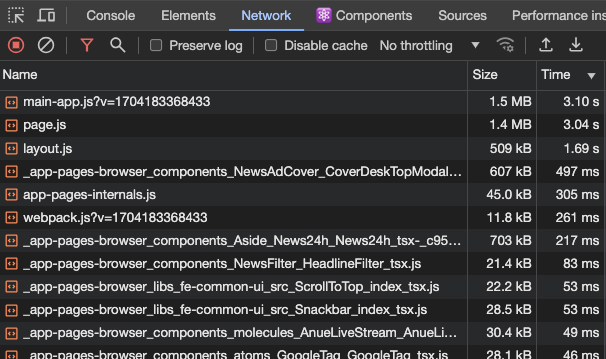 Console Elements Network Components Sources Performance ins
Preserve log Disable cache No throttling
Name Size Time
main-app.js?v=1704183368433 1.5 MB 3.10 s
page.js 1.4 MB 3.04 s
layout.js 509 kB 1.69 s
_app-pages-browser_components_NewsAdCover_CoverDeskTopModal... 607 kB 497 ms
app-pages-internals.js 45.0 kB 305 ms
webpack.js?v=1704183368433 11.8 kB 261 ms
_app-pages-browser_components_Aside_News24h_News24h_tsx-_c95... 703 kB 217 ms
_app-pages-browser_components_NewsFilter_HeadlineFilter_tsx.js 21.4 kB 83 ms
_app-pages-browser_libs_fe-common-ui_src_ScrollToTop_index_tsx.js 22.2 kB 53 ms
_app-pages-browser_libs_fe-common-ui_src_Snackbar_index_tsx.js 28.5 kB 53 ms
_app-pages-browser_components_molecules_AnueLiveStream_AnueLi... 30.4 kB 49 ms
_app-pages-browser_components_atoms_GoogleTag_GoogleTag_tsx.js 28.1 kB 46 ms